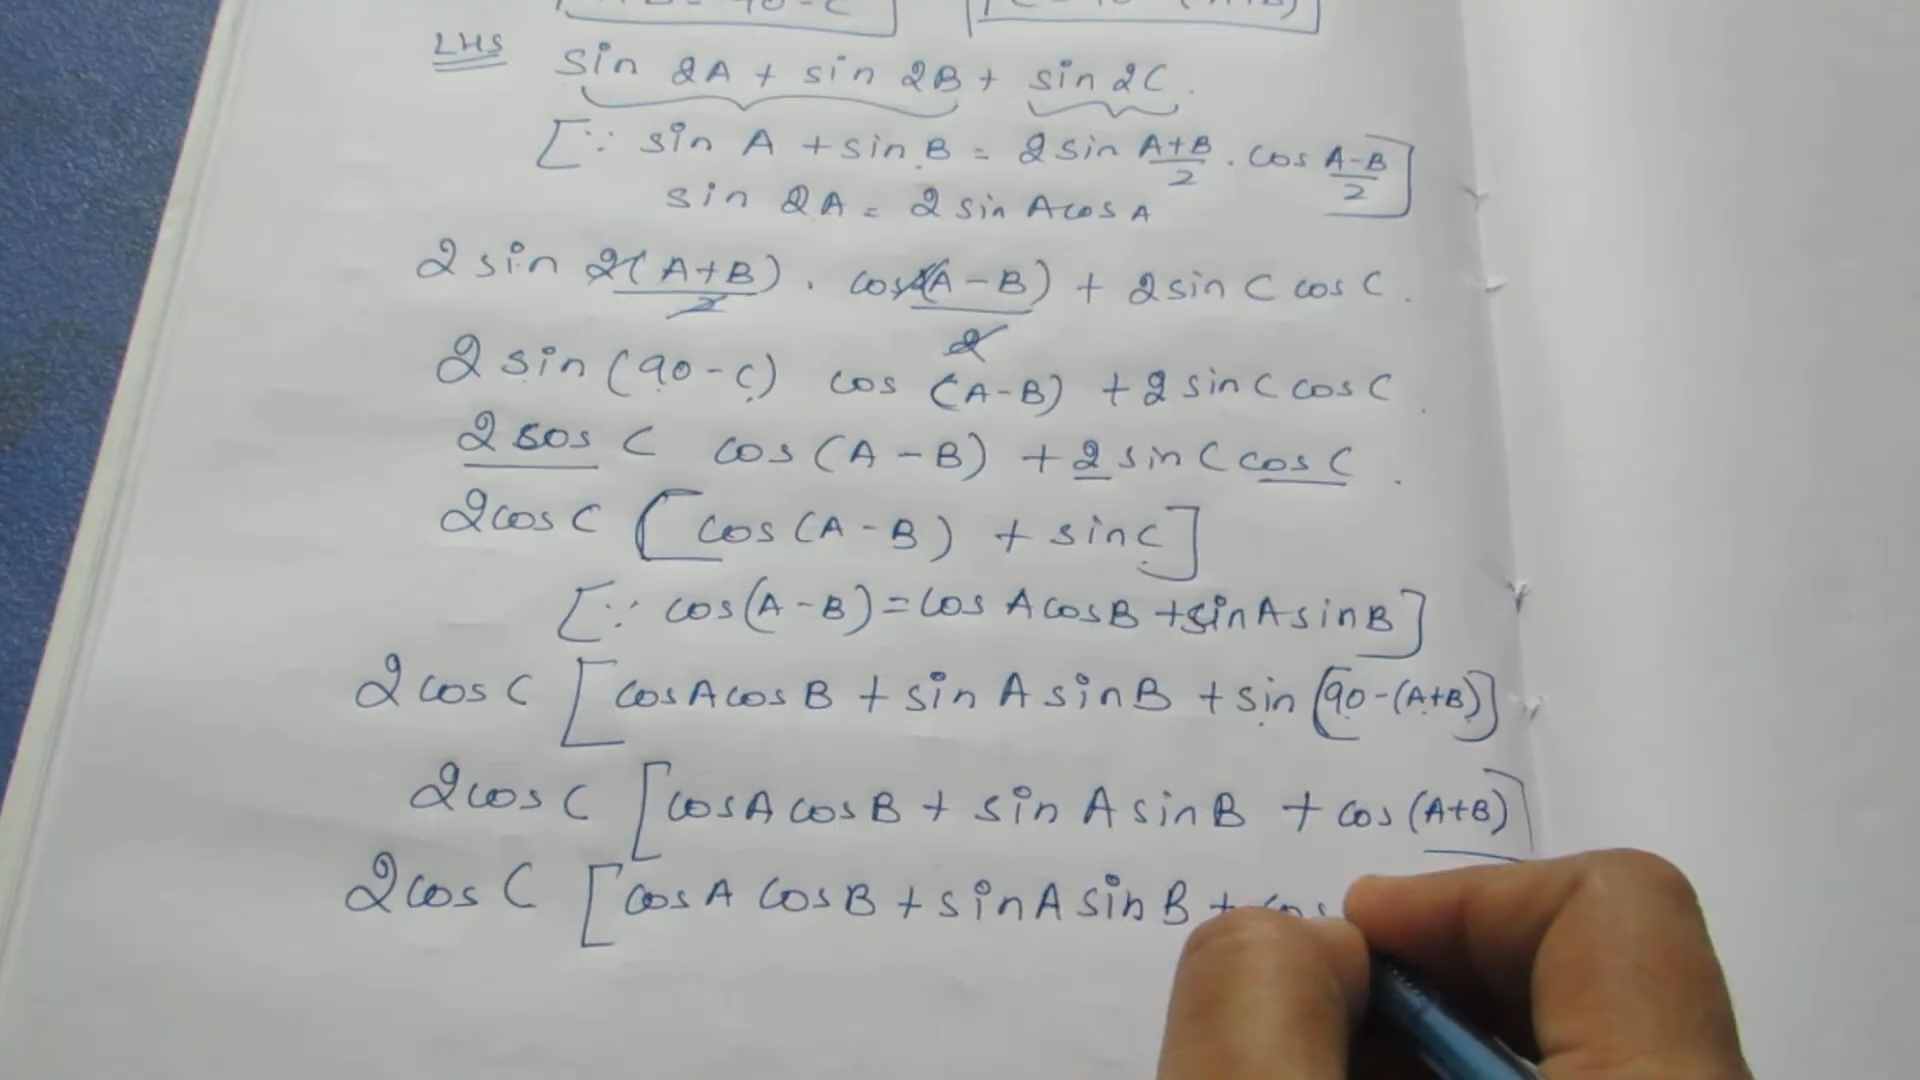 LHS sin 2A + sin 2B + sin 2C.
[∵ sin A + sin B = 2 sin A+B/2 . cos A-B/2]
sin 2A = 2 sin A cos A
2 sin 2(A+B)/2 . cos 2(A-B)/2 + 2 sin C cos C.
2 sin (90-C) cos (A-B) + 2 sin C cos C.
2 cos C cos (A-B) + 2 sin C cos C.
2 cos C [cos (A-B) + sin C]
[∵ cos (A-B) = cos A cos B + sin A sin B]
2 cos C [cos A cos B + sin A sin B + sin [90-(A+B)]
2 cos C [cos A cos B + sin A sin B + cos (A+B)]
2 cos C [cos A cos B + sin A sin B + cos